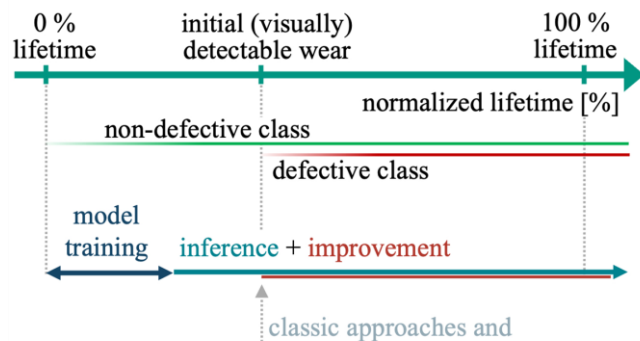 0 %
lifetime
initial (visually)
detectable wear
100 %
lifetime
normalized lifetime [%]
non-defective class
defective class
model
training
inference + improvement
classic approaches and